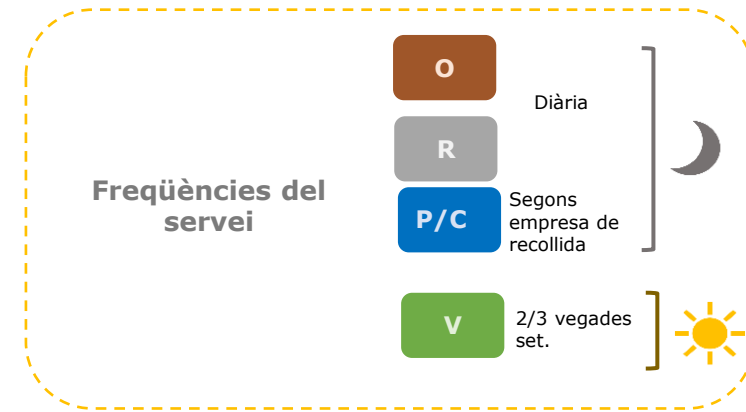 Freqüències del
servei
O
Diària
R
P/C
Segons
empresa de
recollida
V
2/3 vegades
set.